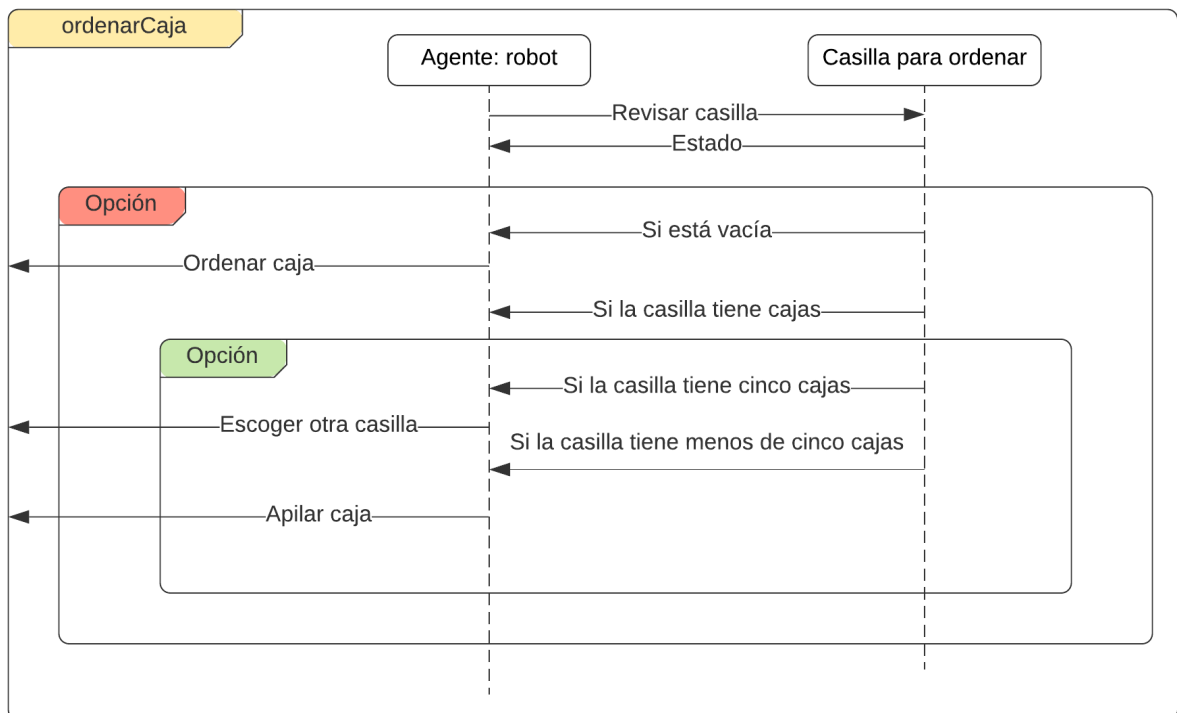 ordenarCaja
Agente: robot
Casilla para ordenar
Revisar casilla
Estado
Opción
Si está vacía
Ordenar caja
Si la casilla tiene cajas
Opción
Si la casilla tiene cinco cajas
Escoger otra casilla
Si la casilla tiene menos de cinco cajas
Apilar caja